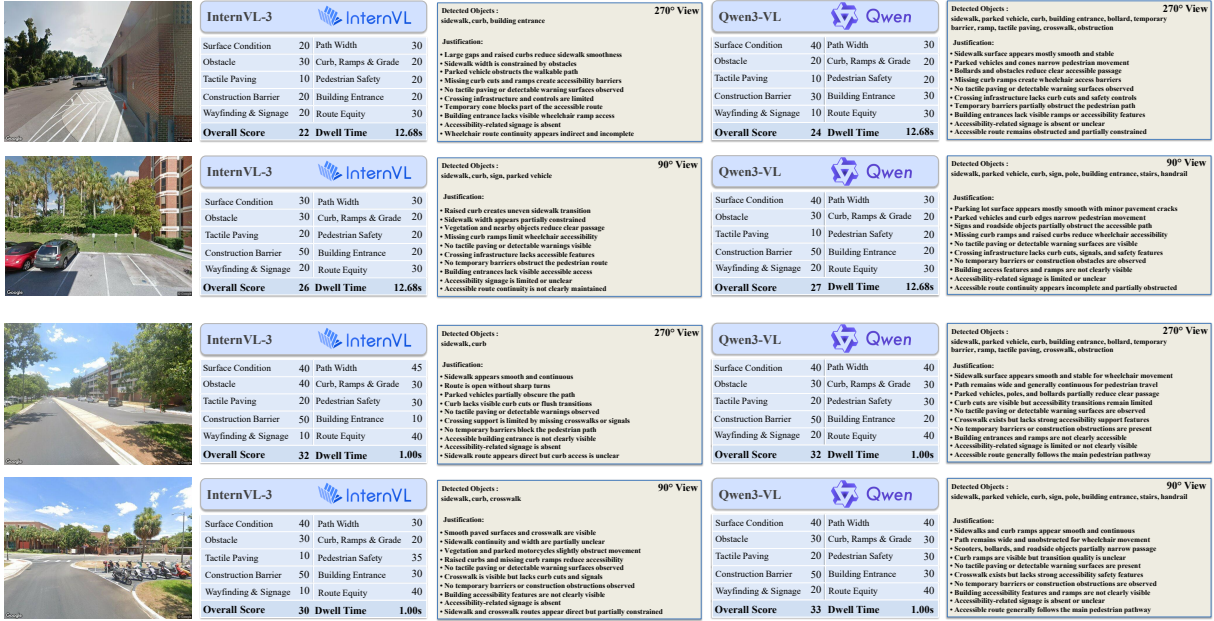 InternVL-3 InternVL
Surface Condition 20 Path Width 30
Obstacle 30 Curb, Ramps & Grade 20
Tactile Paving 10 Pedestrian Safety 20
Construction Barrier 20 Building Entrance 20
Wayfinding & Signage 20 Route Equity 30
Overall Score 22 Dwell Time 12.68s
Detected Objects : 270° View
sidewalk, curb, building entrance
Justification:
• Large gaps and raised curbs reduce sidewalk smoothness
• Sidewalk width is constrained by obstacles
• Parked vehicle obstructs the walkable path
• Missing curb cuts and ramps create accessibility barriers
• No tactile paving or detectable warning surfaces observed
• Crossing infrastructure and controls are limited
• Temporary cone blocks part of the accessible route
• Building entrance lacks visible wheelchair ramp access
• Accessibility-related signage is absent
• Wheelchair route continuity appears indirect and incomplete
Qwen3-VL Qwen
Surface Condition 40 Path Width 30
Obstacle 20 Curb, Ramps & Grade 20
Tactile Paving 10 Pedestrian Safety 20
Construction Barrier 30 Building Entrance 20
Wayfinding & Signage 10 Route Equity 30
Overall Score 24 Dwell Time 12.68s
Detected Objects : 270° View
sidewalk, parked vehicle, curb, building entrance, bollard, temporary
barrier, ramp, tactile paving, crosswalk, obstruction
Justification:
• Sidewalk surface appears mostly smooth and stable
• Parked vehicles and cones narrow pedestrian movement
• Bollards and obstacles reduce clear accessible passage
• Missing curb ramps create wheelchair access barriers
• No tactile paving or detectable warning surfaces observed
• Crossing infrastructure lacks curb cuts and safety controls
• Temporary barriers partially obstruct the pedestrian path
• Building entrances lack visible ramps or accessibility features
• Accessibility-related signage is absent or unclear
• Accessible route remains obstructed and partially constrained
Google
InternVL-3 InternVL
Surface Condition 30 Path Width 30
Obstacle 30 Curb, Ramps & Grade 20
Tactile Paving 20 Pedestrian Safety 20
Construction Barrier 50 Building Entrance 20
Wayfinding & Signage 20 Route Equity 30
Overall Score 26 Dwell Time 12.68s
Detected Objects : 90° View
sidewalk, curb, sign, parked vehicle
Justification:
• Raised curb creates uneven sidewalk transition
• Sidewalk width appears partially constrained
• Vegetation and nearby objects reduce clear passage
• Missing curb ramps limit wheelchair accessibility
• No tactile paving or detectable warnings visible
• Crossing infrastructure lacks accessible features
• No temporary barriers obstruct the pedestrian route
• Building entrances lack visible accessible access
• Accessibility signage is limited or unclear
• Accessible route continuity is not clearly maintained
Qwen3-VL Qwen
Surface Condition 40 Path Width 30
Obstacle 30 Curb, Ramps & Grade 20
Tactile Paving 10 Pedestrian Safety 20
Construction Barrier 50 Building Entrance 20
Wayfinding & Signage 20 Route Equity 30
Overall Score 27 Dwell Time 12.68s
Detected Objects : 90° View
sidewalk, parked vehicle, curb, sign, pole, building entrance, stairs, handrail
Justification:
• Parking lot surface appears mostly smooth with minor pavement cracks
• Parked vehicles and curb edges narrow pedestrian movement
• Signs and roadside objects partially obstruct the accessible path
• Missing curb ramps and raised curbs reduce wheelchair accessibility
• No tactile paving or detectable warning surfaces are visible
• Crossing infrastructure lacks curb cuts, signals, and safety features
• No temporary barriers or construction obstacles are observed
• Building access features and ramps are not clearly visible
• Accessibility-related signage is limited or unclear
• Accessible route continuity appears incomplete and partially obstructed
Google
InternVL-3 InternVL
Surface Condition 40 Path Width 45
Obstacle 40 Curb, Ramps & Grade 30
Tactile Paving 20 Pedestrian Safety 30
Construction Barrier 50 Building Entrance 10
Wayfinding & Signage 10 Route Equity 40
Overall Score 32 Dwell Time 1.00s
Detected Objects : 270° View
sidewalk, curb
Justification:
• Sidewalk appears smooth and continuous
• Route is open without sharp turns
• Parked vehicles partially obscure the path
• Curb lacks visible cuts or flush transitions
• No tactile paving or detectable warnings observed
• Crossing support is limited by missing crosswalks or signals
• No temporary barriers block the pedestrian path
• Accessible building entrance is not clearly visible
• Accessibility-related signage is absent
• Sidewalk route appears direct but curb access is unclear
Qwen3-VL Qwen
Surface Condition 40 Path Width 40
Obstacle 30 Curb, Ramps & Grade 30
Tactile Paving 20 Pedestrian Safety 30
Construction Barrier 50 Building Entrance 20
Wayfinding & Signage 20 Route Equity 40
Overall Score 32 Dwell Time 1.00s
Detected Objects : 270° View
sidewalk, parked vehicle, curb, building entrance, bollard, temporary
barrier, ramp, tactile paving, crosswalk, obstruction
Justification:
• Sidewalk surface appears smooth and stable for wheelchair movement
• Path remains wide and generally continuous for pedestrian travel
• Parked vehicles, poles, and bollards partially reduce clear passage
• Curb cuts are visible but accessibility transitions remain limited
• No tactile paving or detectable warning surfaces are observed
• Crosswalk exists but lacks strong accessibility support features
• No temporary barriers or construction obstructions are present
• Building entrances and ramps are not clearly accessible
• Accessibility-related signage is limited or not clearly visible
• Accessible route generally follows the main pedestrian pathway
Google
InternVL-3 InternVL
Surface Condition 40 Path Width 30
Obstacle 30 Curb, Ramps & Grade 20
Tactile Paving 10 Pedestrian Safety 35
Construction Barrier 50 Building Entrance 30
Wayfinding & Signage 10 Route Equity 40
Overall Score 30 Dwell Time 1.00s
Detected Objects : 90° View
sidewalk, curb, crosswalk
Justification:
• Smooth paved surfaces and crosswalk are visible
• Sidewalk continuity and width are partially unclear
• Vegetation and parked motorcycles slightly obstruct movement
• Raised curbs and missing curb ramps reduce accessibility
• No tactile paving or detectable warning surfaces observed
• Crosswalk is visible but lacks curb cuts and signals
• No temporary barriers or construction obstructions observed
• Building accessibility features are not clearly visible
• Accessibility-related signage is absent
• Sidewalk and crosswalk routes appear direct but partially constrained
Qwen3-VL Qwen
Surface Condition 40 Path Width 40
Obstacle 30 Curb, Ramps & Grade 30
Tactile Paving 20 Pedestrian Safety 30
Construction Barrier 50 Building Entrance 30
Wayfinding & Signage 20 Route Equity 40
Overall Score 33 Dwell Time 1.00s
Detected Objects : 90° View
sidewalk, parked vehicle, curb, sign, pole, building entrance, stairs, handrail
Justification:
• Sidewalks and curb ramps appear smooth and continuous
• Path remains wide and unobstructed for wheelchair movement
• Scooters, bollards, and roadside objects partially narrow passage
• Curb ramps are visible but transition quality is unclear
• No tactile paving or detectable warning surfaces are present
• Crosswalk exists but lacks strong accessibility safety features
• No temporary barriers or construction obstructions are observed
• Building accessibility features and ramps are not clearly visible
• Accessibility-related signage is absent or unclear
• Accessible route generally follows the main pedestrian pathway
Google